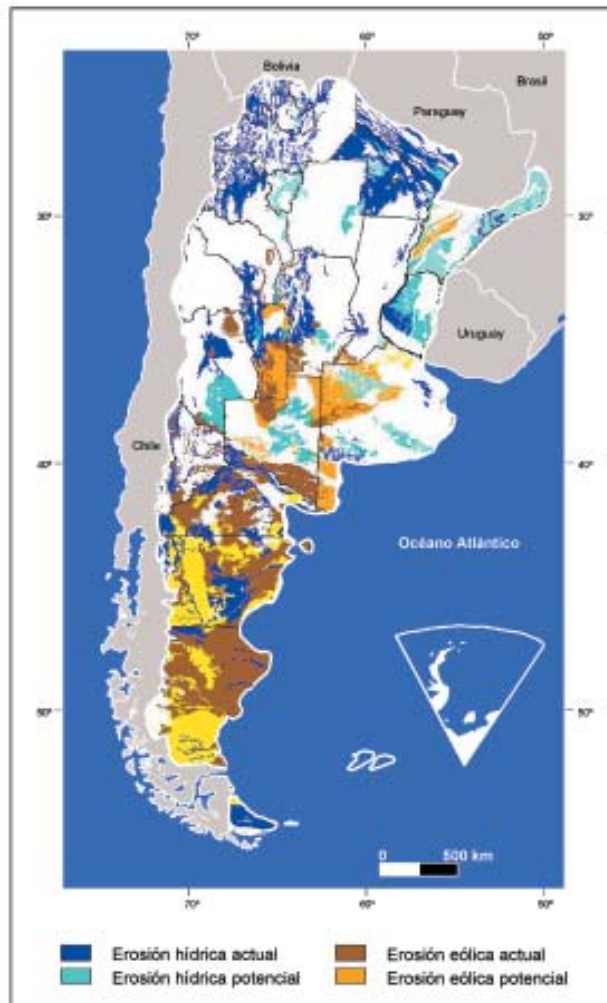 70° 60° 50°
Bolivia
Brasil
Paraguay
30° 30°
Uruguay
Chile
40° 40°
Océano Atlántico
50° 50°
0 500 km
70° 60° 50°
Erosión hídrica actual
Erosión hídrica potencial
Erosión eólica actual
Erosión eólica potencial